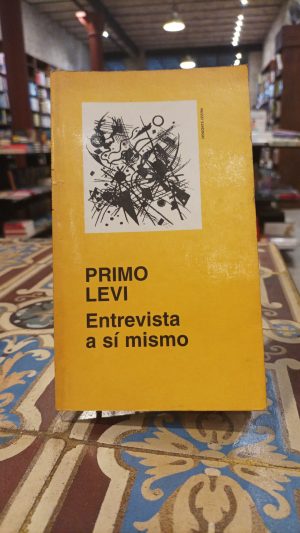 PRIMO
LEVI
Entrevista
a sí mismo